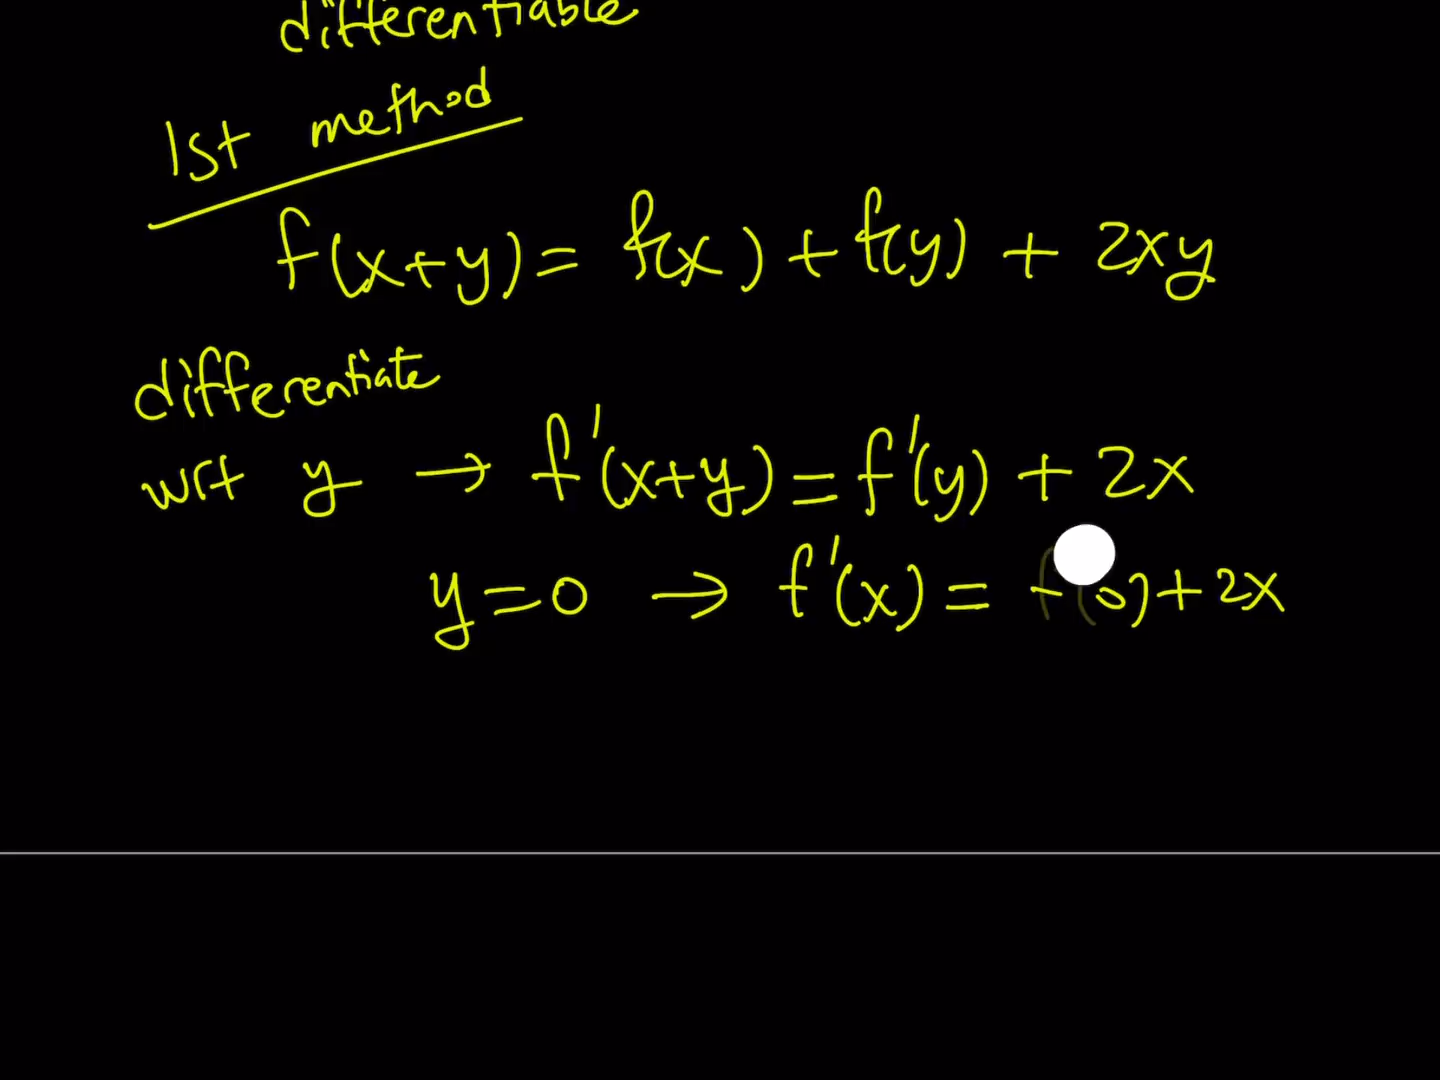 differentiable
1st method
f(x+y) = f(x) + f(y) + 2xy
differentiate
wrt y → f'(x+y) = f'(y) + 2x
y=0 → f'(x) = (0) + 2x